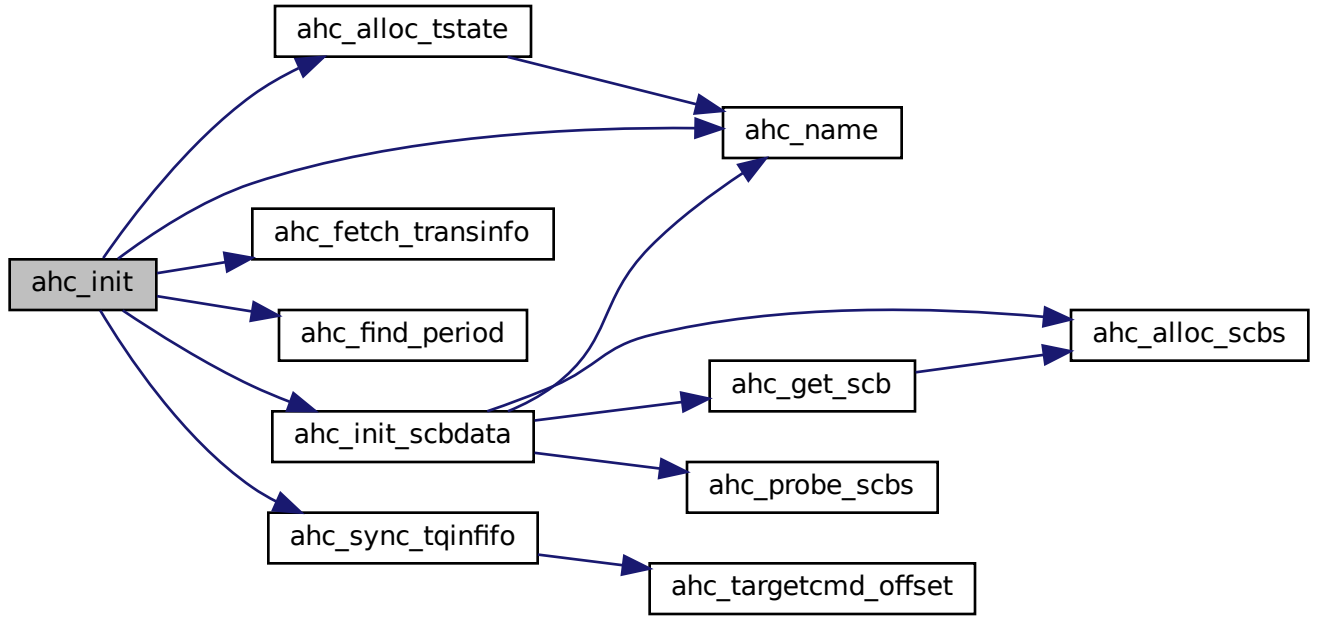 ahc_alloc_tstate
ahc_name
ahc_fetch_transinfo
ahc_init
ahc_find_period
ahc_alloc_scbs
ahc_get_scb
ahc_init_scbdata
ahc_probe_scbs
ahc_sync_tqinfifo
ahc_targetcmd_offset